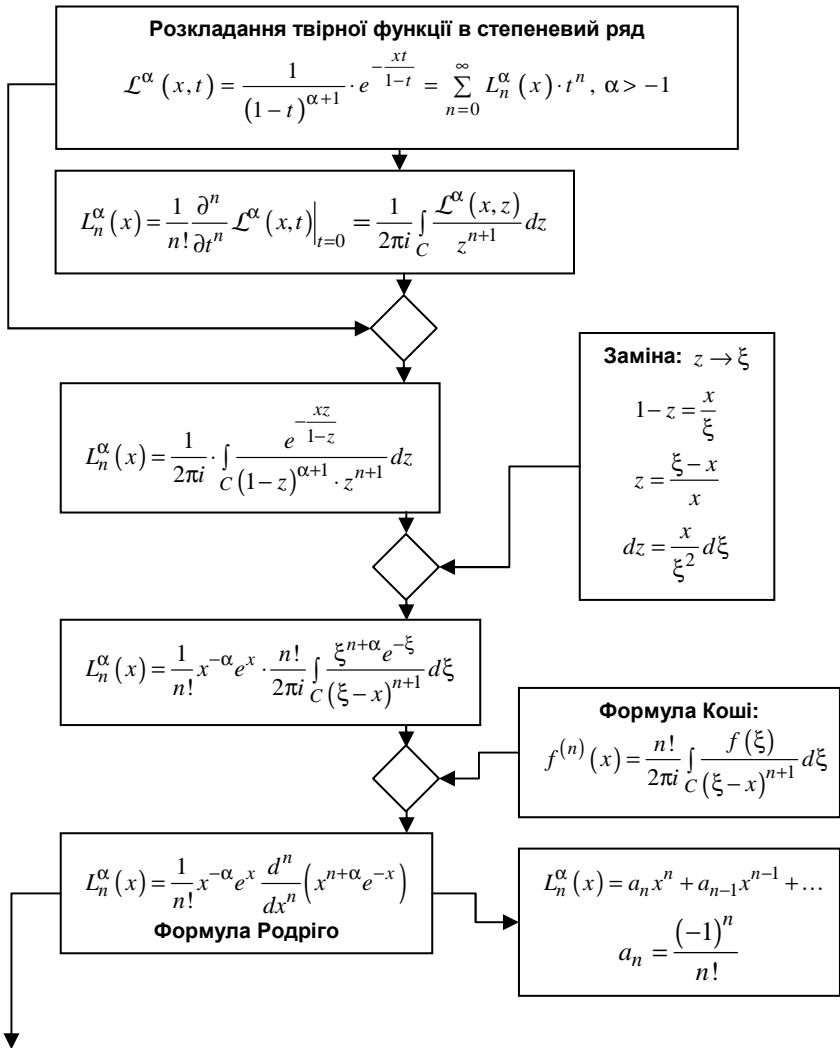 Розкладання твірної функції в степеневий ряд
ℒ^α (x,t) = 1/(1−t)^{α+1} · e^{−xt/(1−t)} = ∑_{n=0}^{∞} L_n^α (x) · t^n , α > −1
L_n^α (x) = 1/n! ∂^n/∂t^n ℒ^α (x,t)|_{t=0} = 1/2πi ∫_C ℒ^α (x,z)/z^{n+1} dz
Заміна: z → ξ
1 − z = x/ξ
z = (ξ − x)/x
dz = x/ξ² dξ
L_n^α (x) = 1/2πi · ∫_C e^{−xz/(1−z)}/((1−z)^{α+1} · z^{n+1}) dz
L_n^α (x) = 1/n! x^{−α} e^x · n!/2πi ∫_C ξ^{n+α} e^{−ξ}/(ξ−x)^{n+1} dξ
Формула Коші:
f^{(n)} (x) = n!/2πi ∫_C f(ξ)/(ξ−x)^{n+1} dξ
L_n^α (x) = 1/n! x^{−α} e^x d^n/dx^n (x^{n+α} e^{−x})
Формула Родріго
L_n^α (x) = a_n x^n + a_{n−1} x^{n−1} + …
a_n = (−1)^n/n!